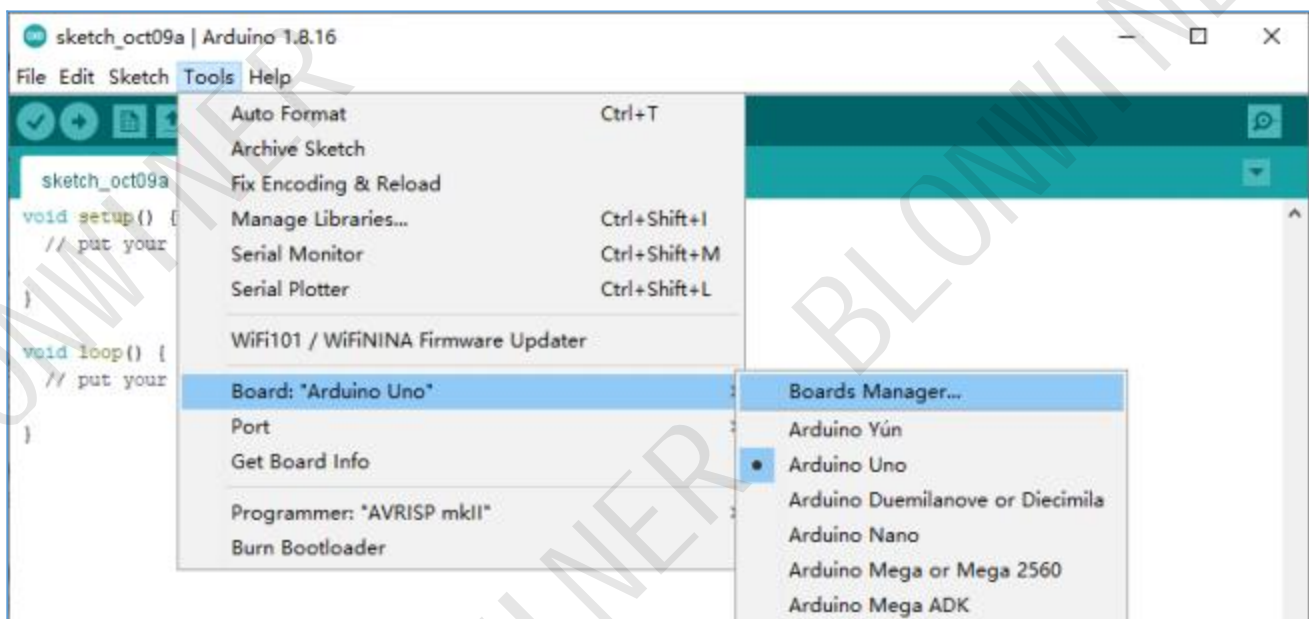 sketch_oct09a | Arduino 1.8.16
File Edit Sketch Tools Help
sketch_oct09a
void setup() {
// put your
}
void loop() {
// put your
}
Auto Format Ctrl+T
Archive Sketch
Fix Encoding & Reload
Manage Libraries... Ctrl+Shift+I
Serial Monitor Ctrl+Shift+M
Serial Plotter Ctrl+Shift+L
WiFi101 / WiFiNINA Firmware Updater
Board: "Arduino Uno"
Port
Get Board Info
Programmer: "AVRISP mkII"
Burn Bootloader
Boards Manager...
Arduino Yún
Arduino Uno
Arduino Duemilanove or Diecimila
Arduino Nano
Arduino Mega or Mega 2560
Arduino Mega ADK
BLONWINNER